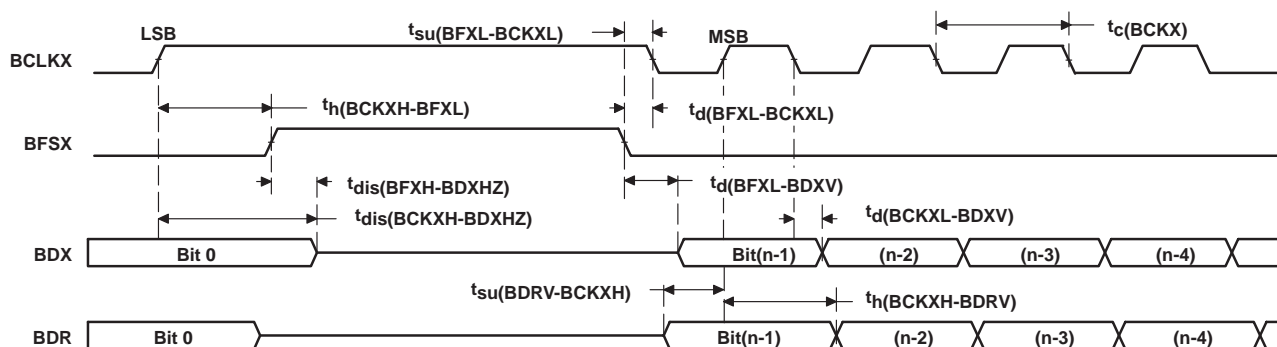 LSB
tsu(BFXL-BCKXL)
MSB
tc(BCKX)
BCLKX
th(BCKXH-BFXL)
td(BFXL-BCKXL)
BFSX
tdis(BFXH-BDXHZ)
td(BFXL-BDXV)
tdis(BCKXH-BDXHZ)
td(BCKXL-BDXV)
BDX Bit 0 Bit(n-1) (n-2) (n-3) (n-4)
tsu(BDRV-BCKXH)
th(BCKXH-BDRV)
BDR Bit 0 Bit(n-1) (n-2) (n-3) (n-4)